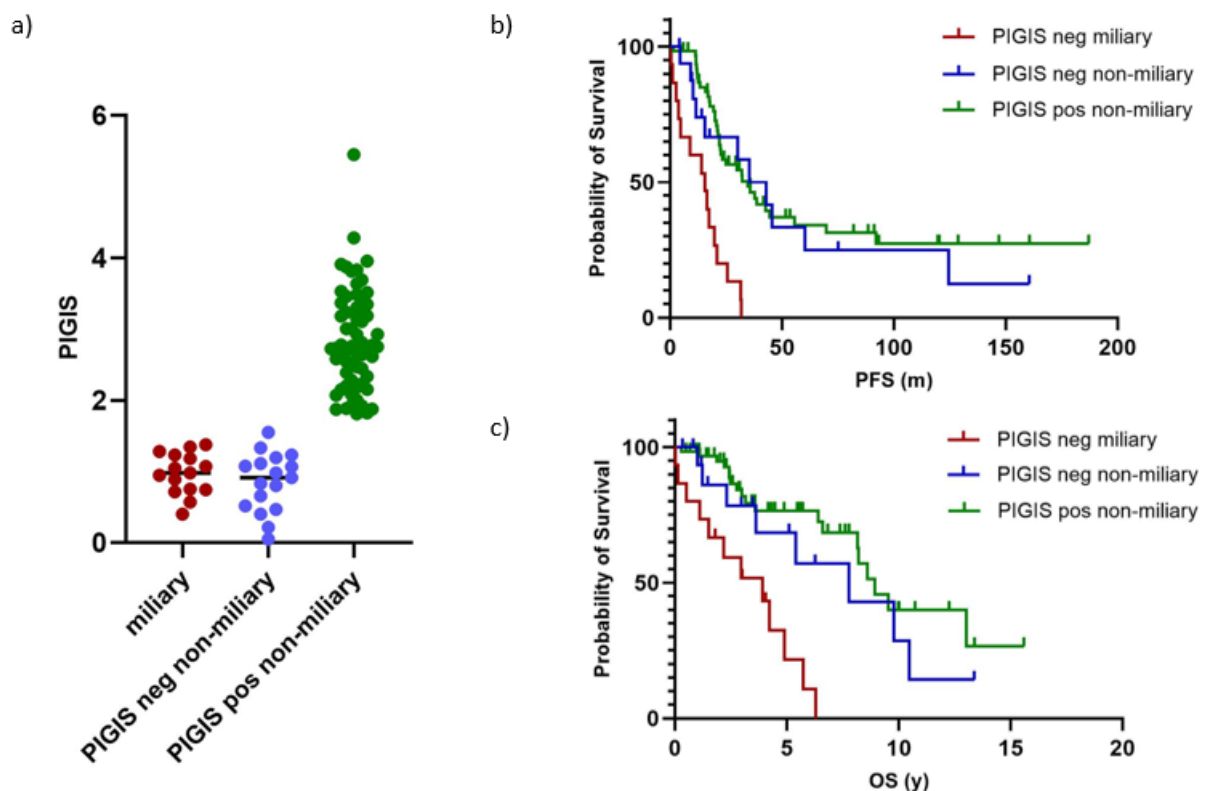 a)
6
4
2
0
PIGIS
miliary
PIGIS neg non-miliary
PIGIS pos non-miliary
b)
PIGIS neg miliary
PIGIS neg non-miliary
PIGIS pos non-miliary
100
50
0
Probability of Survival
0 50 100 150 200
PFS (m)
c)
PIGIS neg miliary
PIGIS neg non-miliary
PIGIS pos non-miliary
100
50
0
Probability of Survival
0 5 10 15 20
OS (y)